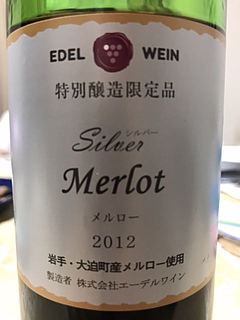 EDEL WEIN
特別醸造限定品
シルバー
Silver
Merlot
メルロー
2012
岩手・大迫町産メルロー使用
製造者 株式会社エーデルワイン